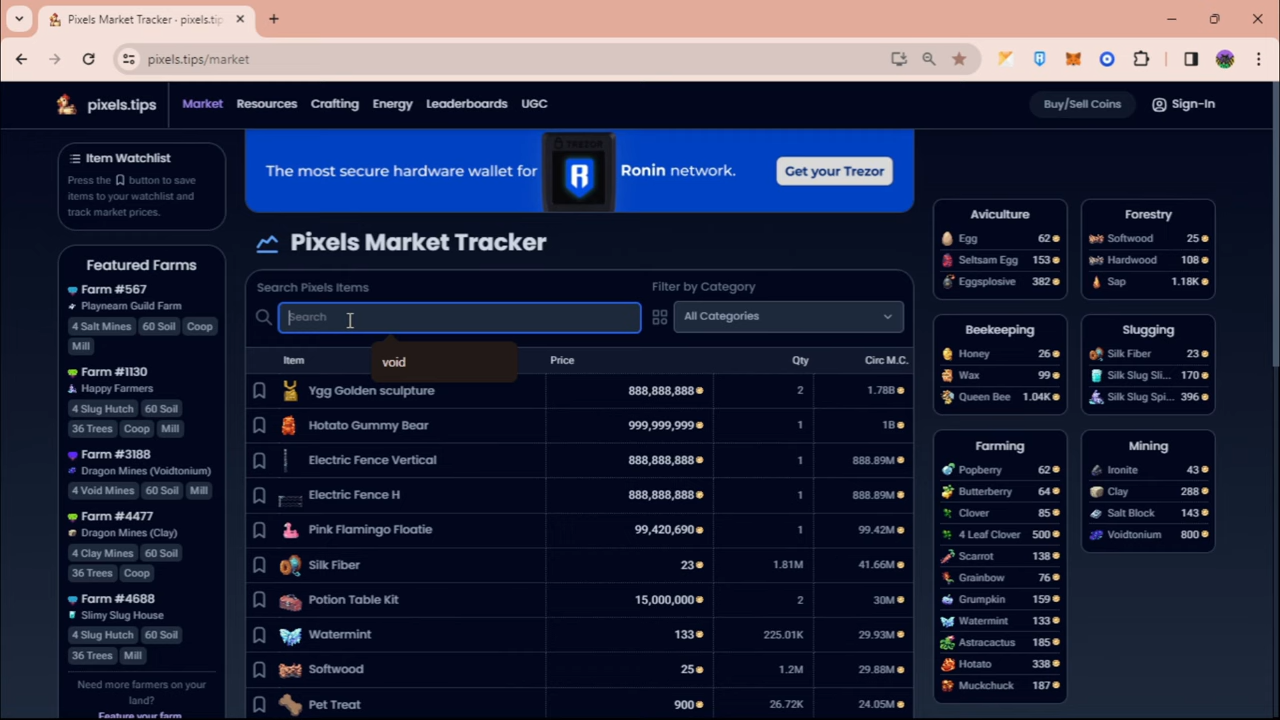 Pixels Market Tracker - pixels.tip
pixels.tips/market
pixels.tips
Market
Resources
Crafting
Energy
Leaderboards
UGC
Buy/Sell Coins
Sign-In
Item Watchlist
Press the button to save
items to your watchlist and
track market prices.
Featured Farms
Farm #567
Playnearn Guild Farm
4 Salt Mines
60 Soil
Coop
Mill
Farm #1130
Happy Farmers
4 Slug Hutch
60 Soil
36 Trees
Coop
Mill
Farm #3188
Dragon Mines (Voidtonium)
4 Void Mines
60 Soil
Mill
Farm #4477
Dragon Mines (Clay)
4 Clay Mines
60 Soil
36 Trees
Coop
Farm #4688
Slimy Slug House
4 Slug Hutch
60 Soil
36 Trees
Mill
Need more farmers on your
land?
Feature your farm
The most secure hardware wallet for
TREZOR
Ronin network.
Get your Trezor
Pixels Market Tracker
Search Pixels Items
Filter by Category
Search
All Categories
void
Item Price Qty Circ M.C.
Ygg Golden sculpture 888,888,888 2 1.78B
Hotato Gummy Bear 999,999,999 1 1B
Electric Fence Vertical 888,888,888 1 888.89M
Electric Fence H 888,888,888 1 888.89M
Pink Flamingo Floatie 99,420,690 1 99.42M
Silk Fiber 23 1.81M 41.66M
Potion Table Kit 15,000,000 2 30M
Watermint 133 225.01K 29.93M
Softwood 25 1.2M 29.88M
Pet Treat 900 26.72K 24.05M
Aviculture
Egg 62
Seltsam Egg 153
Eggsplosive 382
Forestry
Softwood 25
Hardwood 108
Sap 1.18K
Beekeeping
Honey 26
Wax 99
Queen Bee 1.04K
Slugging
Silk Fiber 23
Silk Slug Sli... 170
Silk Slug Spi... 396
Farming
Popberry 62
Butterberry 64
Clover 85
4 Leaf Clover 500
Scarrot 138
Grainbow 76
Grumpkin 159
Watermint 133
Astracactus 185
Hotato 338
Muckchuck 187
Mining
Ironite 43
Clay 288
Salt Block 143
Voidtonium 800